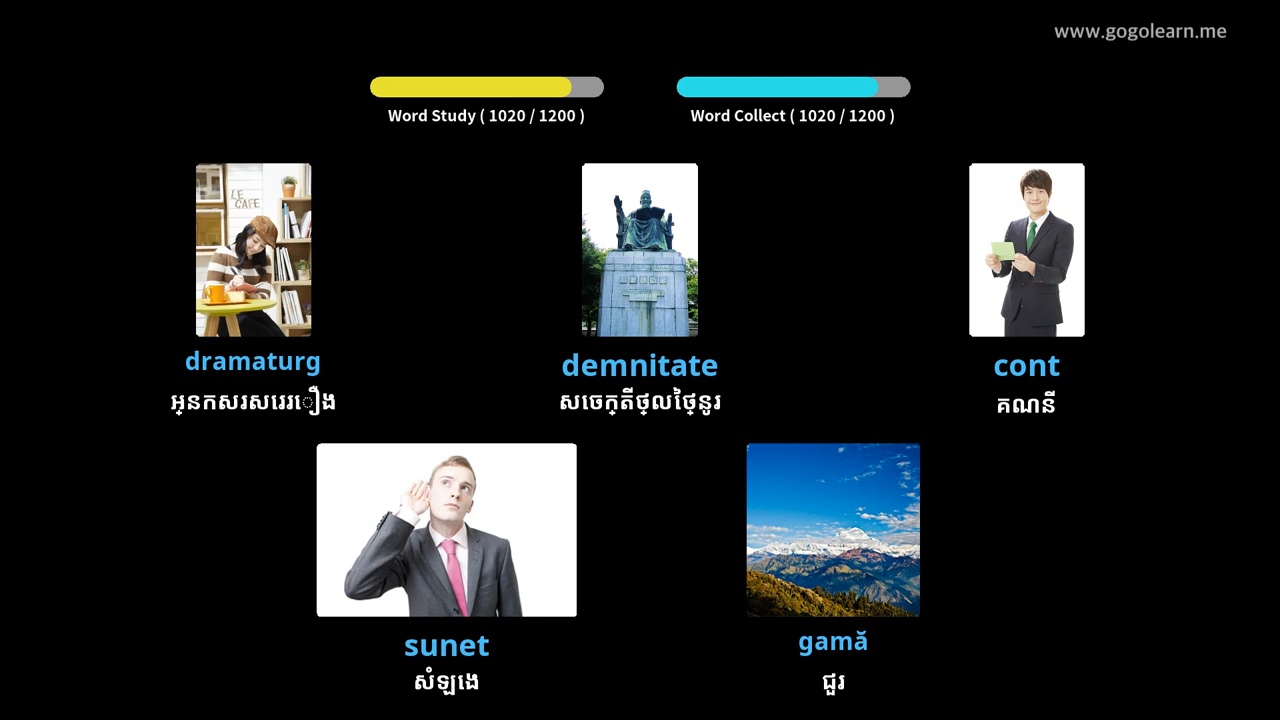 www.gogolearn.me
Word Study ( 1020 / 1200 )
Word Collect ( 1020 / 1200 )
LE
CAFE
dramaturg
អ្នកសរសេររឿង
demnitate
សេចក្តីថ្លៃថ្នូរ
cont
គណនី
sunet
សំឡេង
gamă
ជួរ